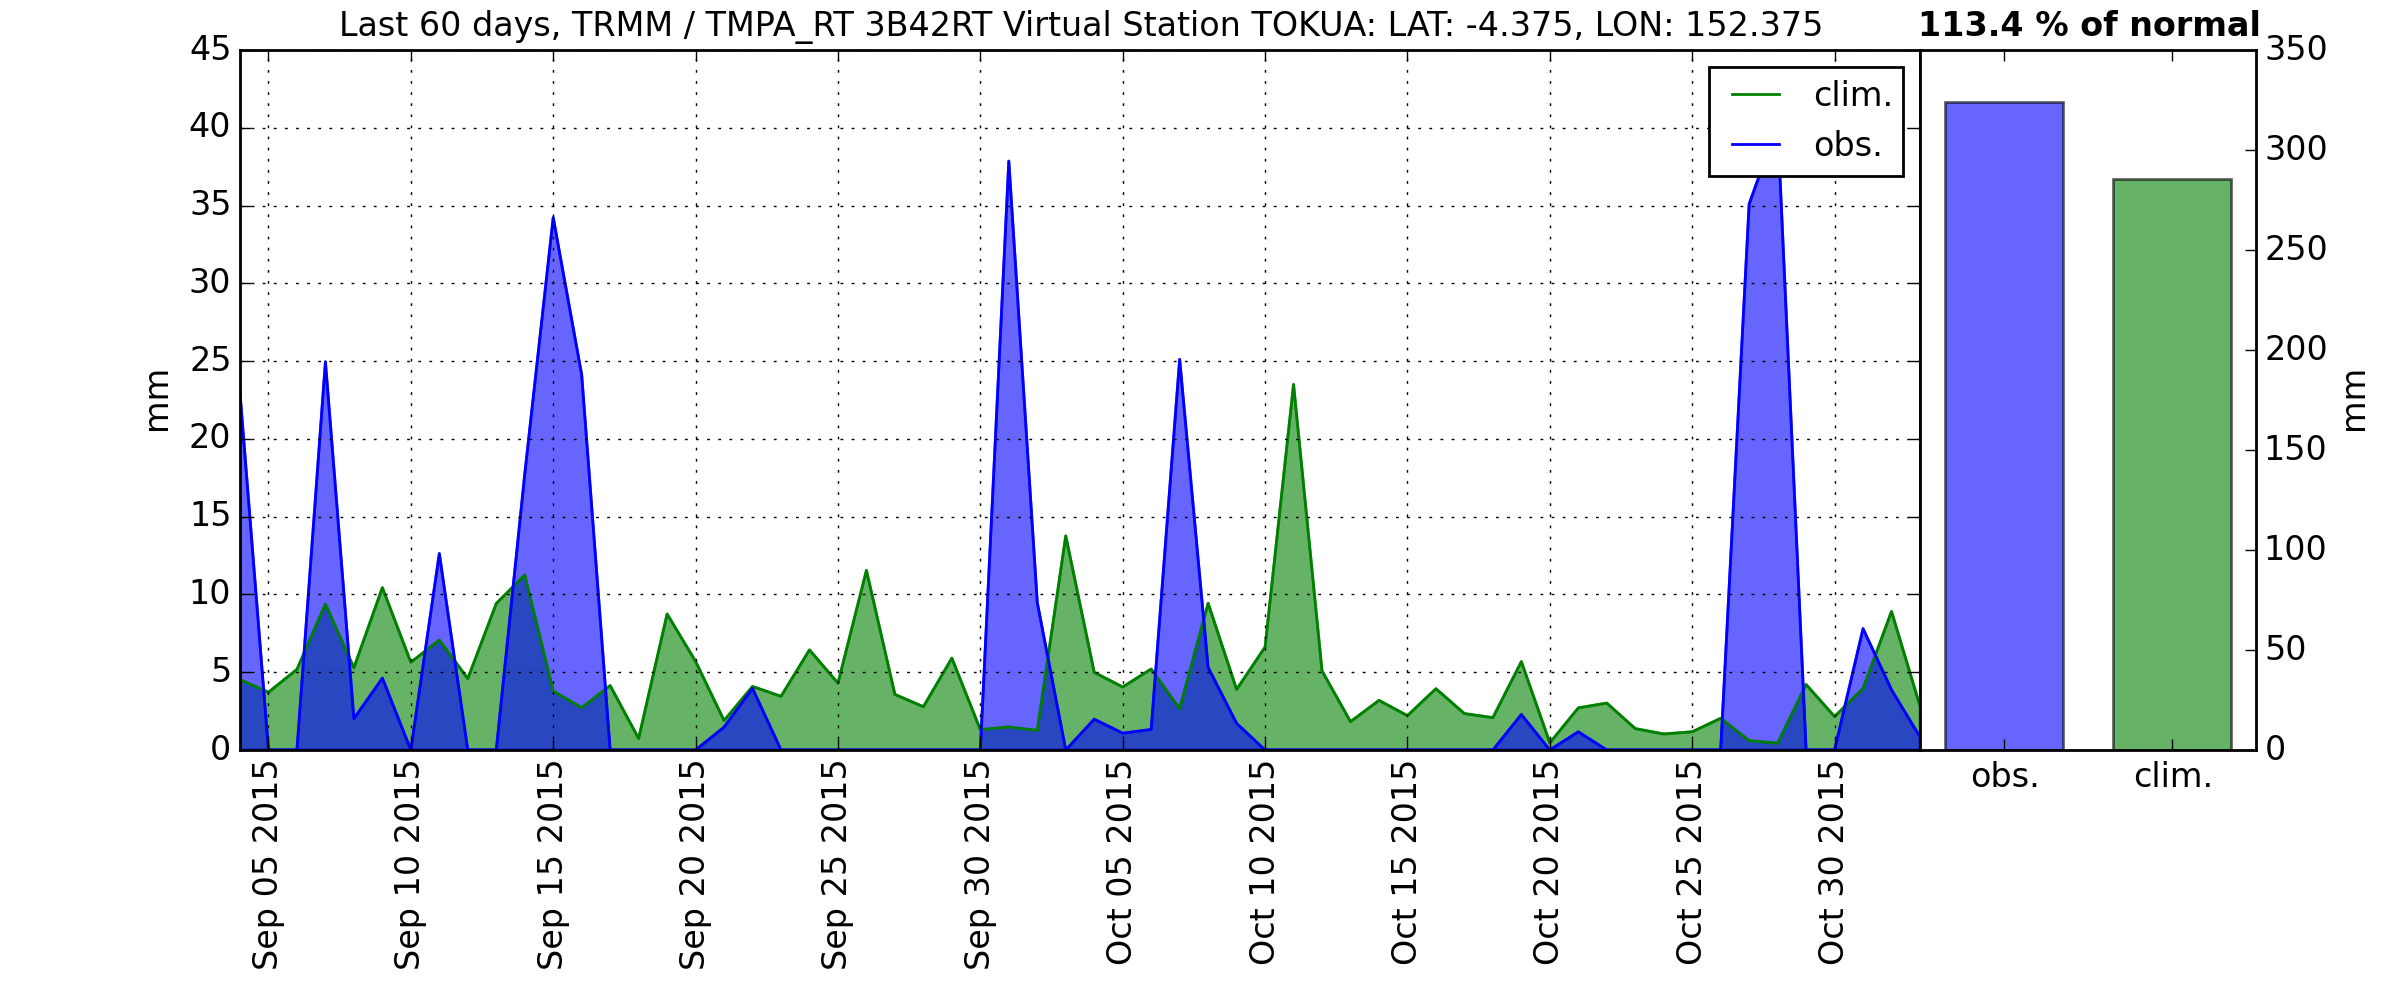 Last 60 days, TRMM / TMPA_RT 3B42RT Virtual Station TOKUA: LAT: -4.375, LON: 152.375
113.4 % of normal
45
40
35
30
25
20
15
10
5
0
mm
clim.
obs.
Sep 05 2015
Sep 10 2015
Sep 15 2015
Sep 20 2015
Sep 25 2015
Sep 30 2015
Oct 05 2015
Oct 10 2015
Oct 15 2015
Oct 20 2015
Oct 25 2015
Oct 30 2015
350
300
250
200
150
100
50
0
mm
obs.
clim.